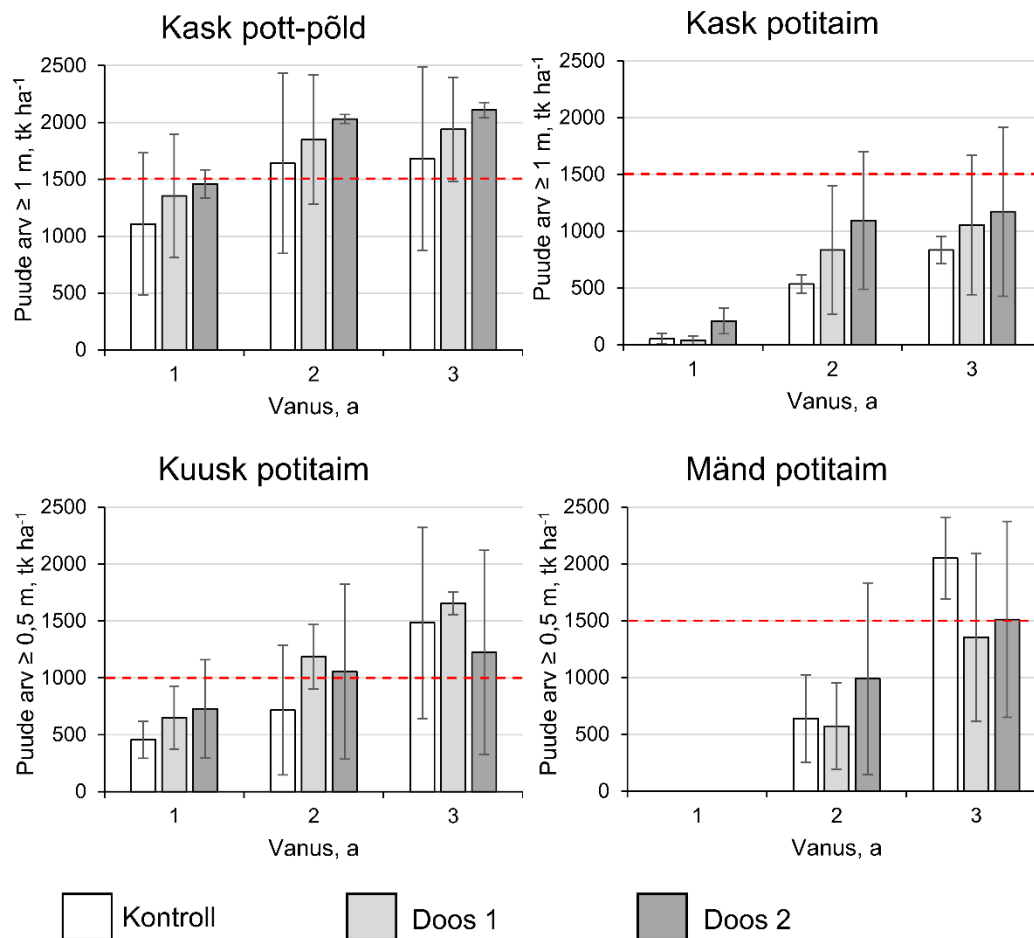 Kask pott-põld
Puude arv ≥ 1 m, tk ha⁻¹
2500
2000
1500
1000
500
0
1 2 3
Vanus, a
Kask potitaim
Puude arv ≥ 1 m, tk ha⁻¹
2500
2000
1500
1000
500
0
1 2 3
Vanus, a
Kuusk potitaim
Puude arv ≥ 0,5 m, tk ha⁻¹
2500
2000
1500
1000
500
0
1 2 3
Vanus, a
Mänd potitaim
Puude arv ≥ 0,5 m, tk ha⁻¹
2500
2000
1500
1000
500
0
1 2 3
Vanus, a
Kontroll Doos 1 Doos 2